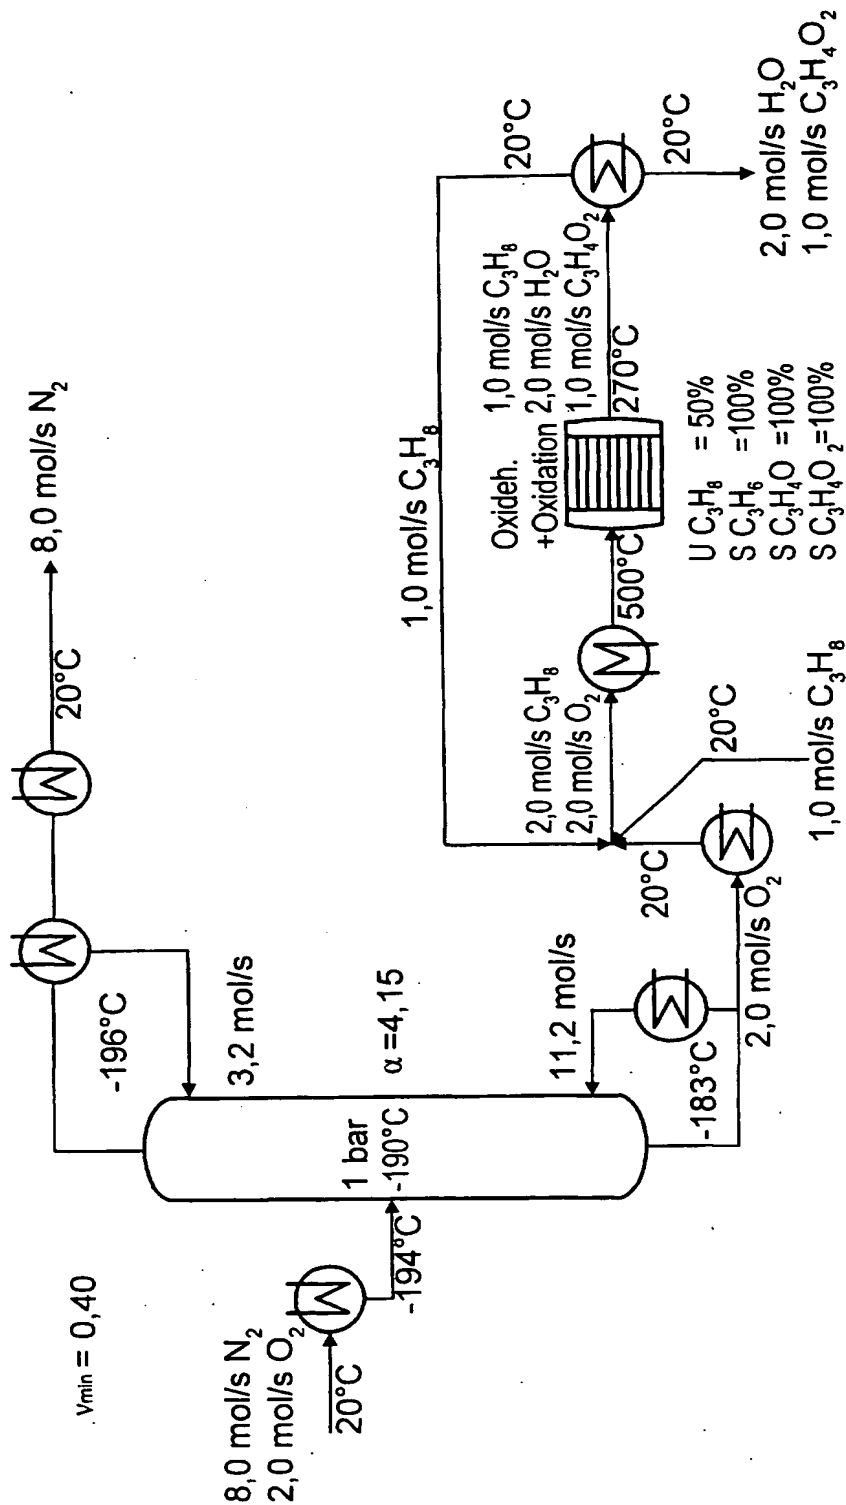 v_min = 0,40
8,0 mol/s N₂
2,0 mol/s O₂
20°C
-194°C
1 bar
-190°C
α =4,15
-196°C
3,2 mol/s
20°C
8,0 mol/s N₂
11,2 mol/s
-183°C
2,0 mol/s O₂
20°C
20°C
1,0 mol/s C₃H₈
2,0 mol/s C₃H₈
2,0 mol/s O₂
500°C
1,0 mol/s C₃H₈
Oxideh.
+Oxidation
U C₃H₈ = 50%
S C₃H₆ =100%
S C₃H₄O =100%
S C₃H₄O₂=100%
1,0 mol/s C₃H₈
2,0 mol/s H₂O
1,0 mol/s C₃H₄O₂
270°C
20°C
20°C
2,0 mol/s H₂O
1,0 mol/s C₃H₄O₂